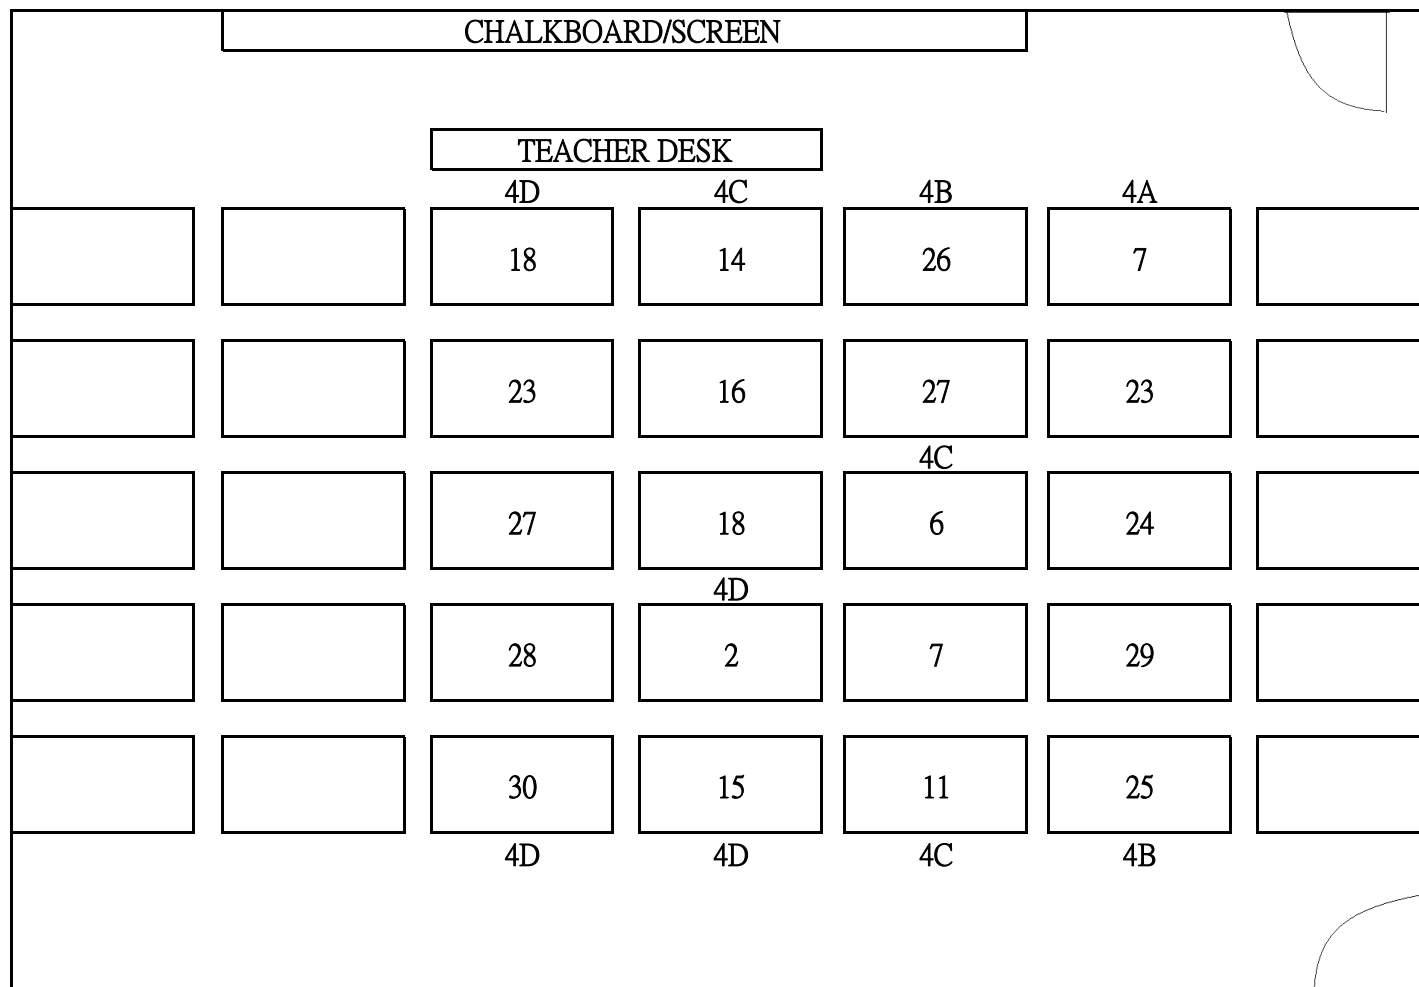 CHALKBOARD/SCREEN
TEACHER DESK
4D 4C 4B 4A
18 14 26 7
23 16 27 23
4C
27 18 6 24
4D
28 2 7 29
30 15 11 25
4D 4D 4C 4B